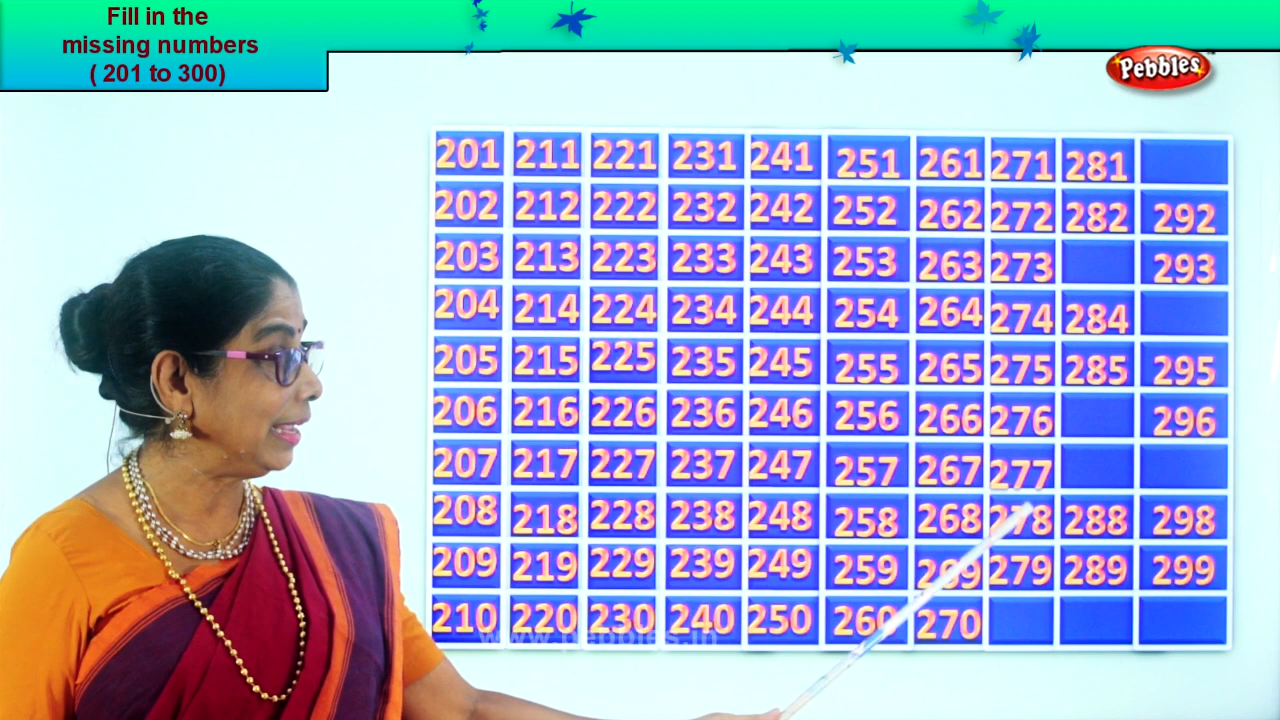 Fill in the
missing numbers
( 201 to 300)
Pebbles
201 211 221 231 241 251 261 271 281
202 212 222 232 242 252 262 272 282 292
203 213 223 233 243 253 263 273 293
204 214 224 234 244 254 264 274 284
205 215 225 235 245 255 265 275 285 295
206 216 226 236 246 256 266 276 296
207 217 227 237 247 257 267 277
208 218 228 238 248 258 268 278 288 298
209 219 229 239 249 259 269 279 289 299
210 220 230 240 250 260 270
www.pebbles.in